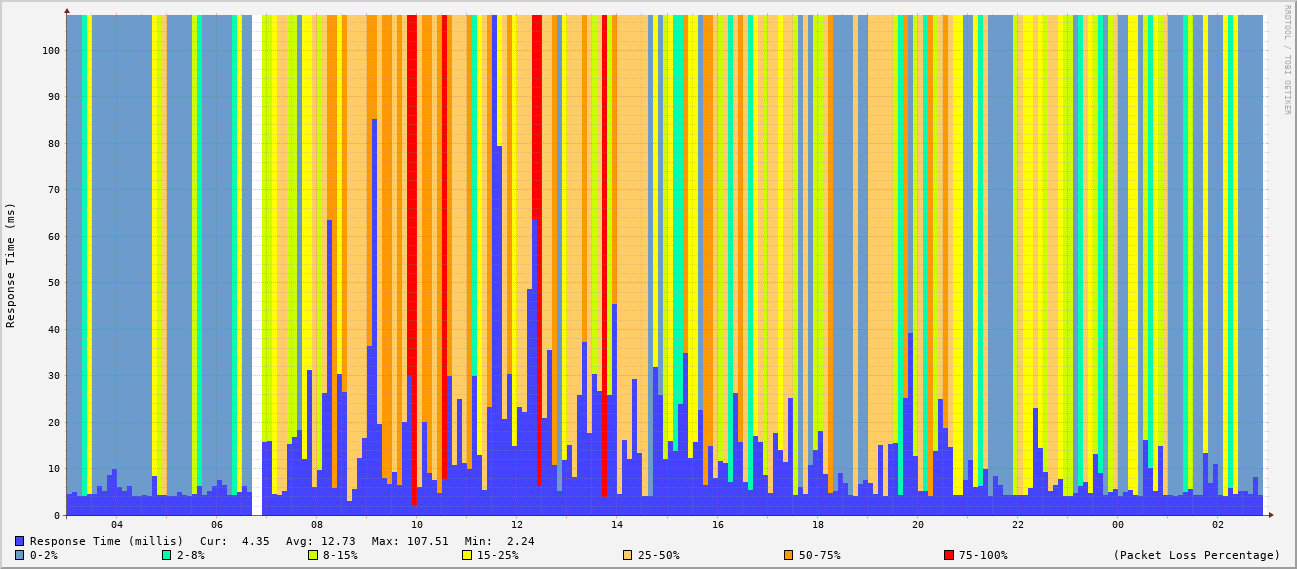 RRDTOOL / TOBI OETIKER
Response Time (ms)
100
90
80
70
60
50
40
30
20
10
0
04 06 08 10 12 14 16 18 20 22 00 02
Response Time (millis) Cur: 4.35 Avg: 12.73 Max: 107.51 Min: 2.24
0-2% 2-8% 8-15% 15-25% 25-50% 50-75% 75-100% (Packet Loss Percentage)